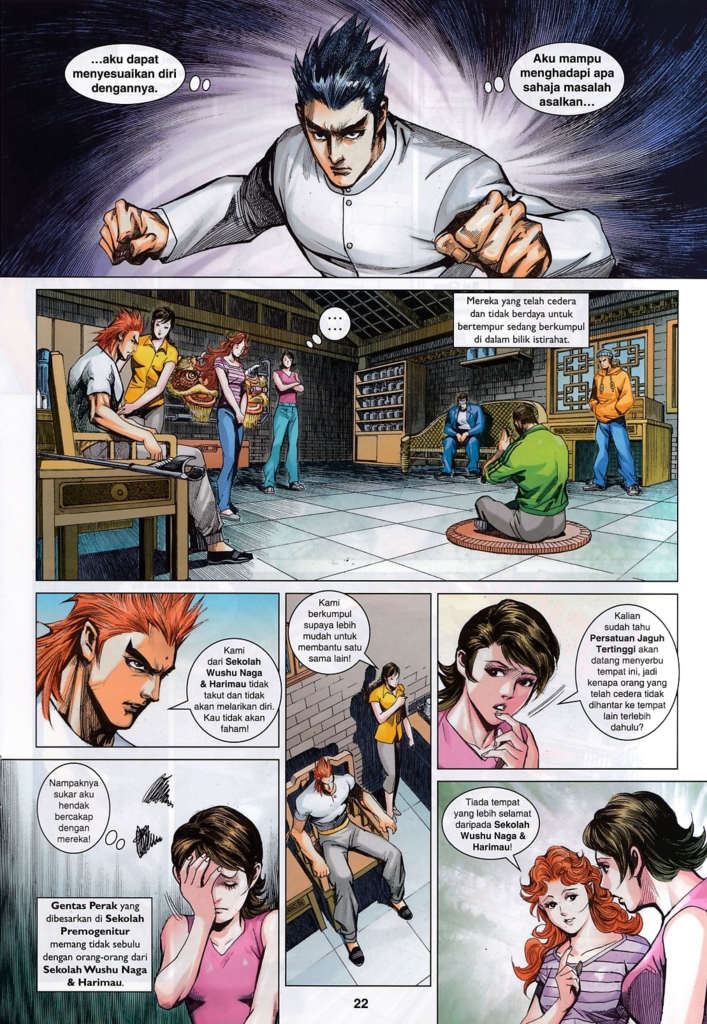 Aku mampu
menghadapi apa
sahaja masalah
asalkan...
...aku dapat
menyesuaikan diri
dengannya.
Mereka yang telah cedera
dan tidak berdaya untuk
bertempur sedang berkumpul
di dalam bilik istirahat.
... ...
Kalian
sudah tahu
Persatuan Jaguh
Tertinggi akan
datang menyerbu
tempat ini, jadi
kenapa orang yang
telah cedera tidak
dihantar ke tempat
lain terlebih
dahulu?
Kami
berkumpul
supaya lebih
mudah untuk
membantu satu
sama lain!
Kami
dari Sekolah
Wushu Naga
& Harimau tidak
takut dan tidak
akan melarikan diri.
Kau tidak akan
faham!
Tiada tempat
yang lebih selamat
daripada Sekolah
Wushu Naga &
Harimau!
Nampaknya
sukar aku
hendak
bercakap
dengan
mereka!
Gentas Perak yang
dibesarkan di Sekolah
Premogenitur
memang tidak sebulu
dengan orang-orang dari
Sekolah Wushu Naga
& Harimau.
22